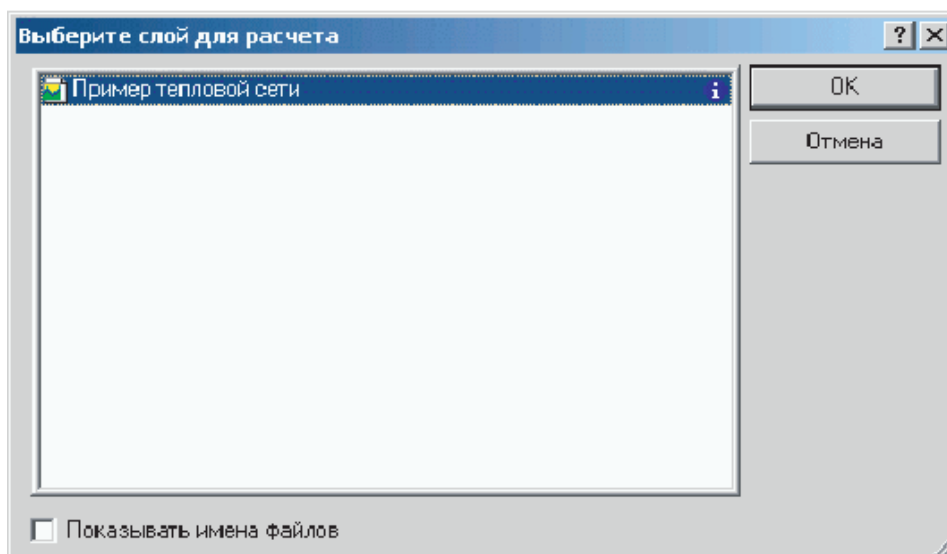 Выберите слой для расчета
Пример тепловой сети
OK
Отмена
Показывать имена файлов